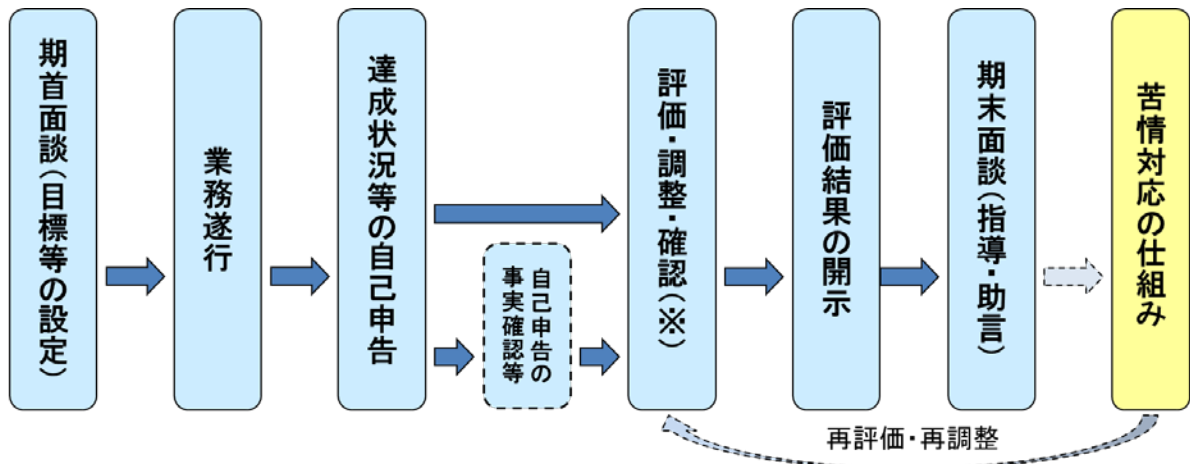 期首面談(目標等の設定)
業務遂行
達成状況等の自己申告
自己申告の
事実確認等
評価・調整・確認(※)
評価結果の開示
期末面談(指導・助言)
苦情対応の仕組み
再評価・再調整